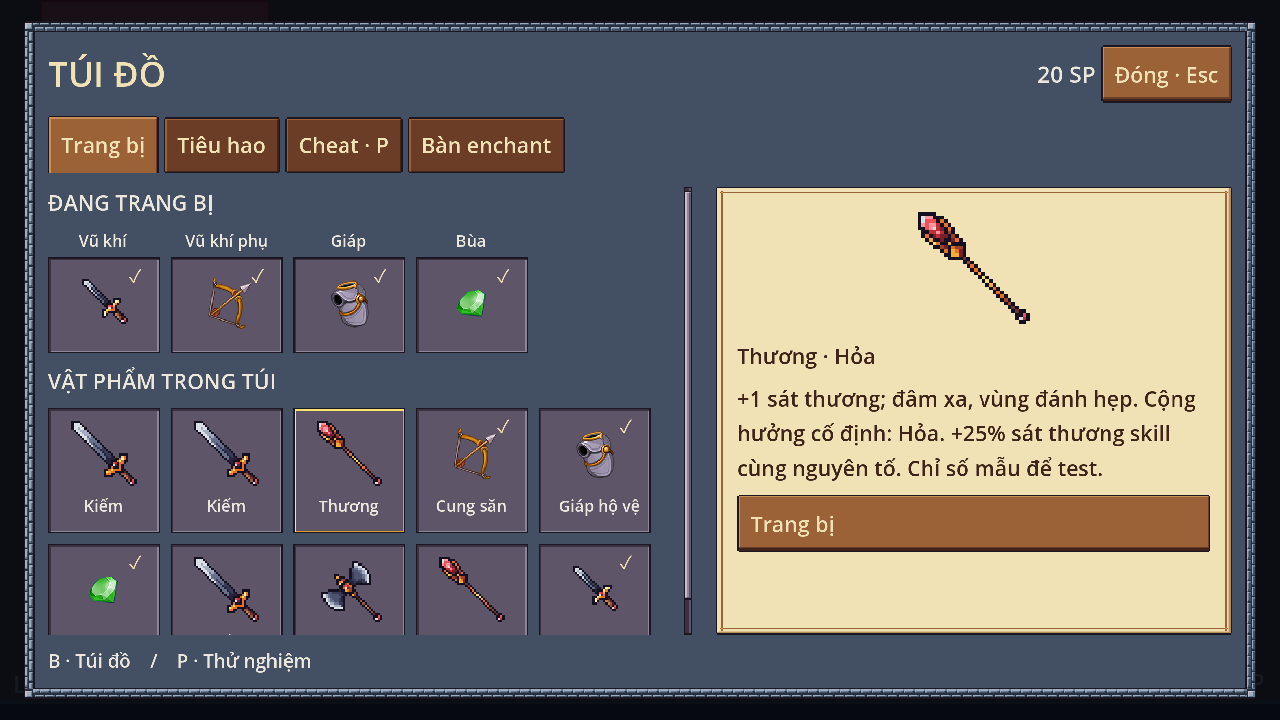 TÚI ĐỒ
20 SP
Đóng · Esc
Trang bị
Tiêu hao
Cheat · P
Bàn enchant
ĐANG TRANG BỊ
Vũ khí
Vũ khí phụ
Giáp
Bùa
VẬT PHẨM TRONG TÚI
Kiếm
Kiếm
Thương
Cung săn
Giáp hộ vệ
Thương · Hỏa
+1 sát thương; đâm xa, vùng đánh hẹp. Cộng
hưởng cố định: Hỏa. +25% sát thương skill
cùng nguyên tố. Chỉ số mẫu để test.
Trang bị
B · Túi đồ / P · Thử nghiệm